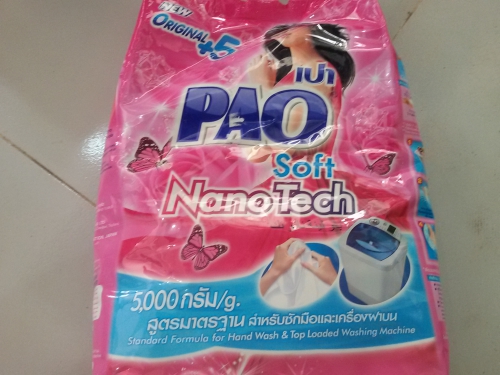 NEW
ORIGINAL
+5
เปา
PAO
Soft
NanoTech
5,000 กรัม/g.
สูตรมาตรฐาน สำหรับซักมือและเครื่องฝาบน
Standard Formula for Hand Wash & Top Loaded Washing Machine